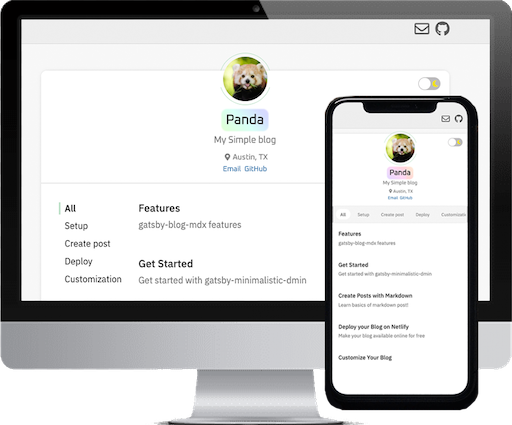 Panda
My Simple blog
Austin, TX
Email GitHub
All
Setup
Create post
Deploy
Customization
Features
gatsby-blog-mdx features
Get Started
Get started with gatsby-minimalistic-dmin
Panda
My Simple blog
Austin, TX
Email GitHub
All Setup Create post Deploy Customizatio
Features
gatsby-blog-mdx features
Get Started
Get started with gatsby-minimalistic-dmin
Create Posts with Markdown
Learn basics of markdown post!
Deploy your Blog on Netlify
Make your blog available online for free
Customize Your Blog